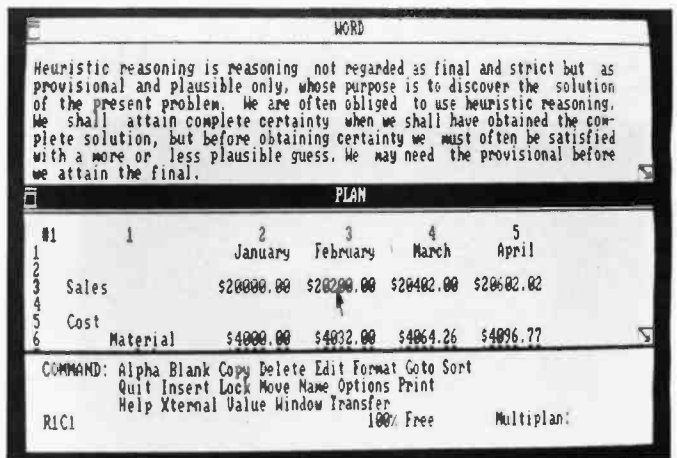 WORD
Heuristic reasoning is reasoning not regarded as final and strict but as
provisional and plausible only, whose purpose is to discover the solution
of the present problem. We are often obliged to use heuristic reasoning.
We shall attain complete certainty when we shall have obtained the com-
plete solution, but before obtaining certainty we must often be satisfied
with a more or less plausible guess. We may need the provisional before
we attain the final.
PLAN
#1 1 2 3 4 5
1 January February March April
2
3 Sales $20000.00 $20200.00 $20402.00 $20602.02
4
5 Cost
6 Material $4000.00 $4032.00 $4064.26 $4096.77
COMMAND: Alpha Blank Copy Delete Edit Format Goto Sort
Quit Insert Lock Move Name Options Print
Help Xternal Value Window Transfer
R1C1 100% Free Multiplan: